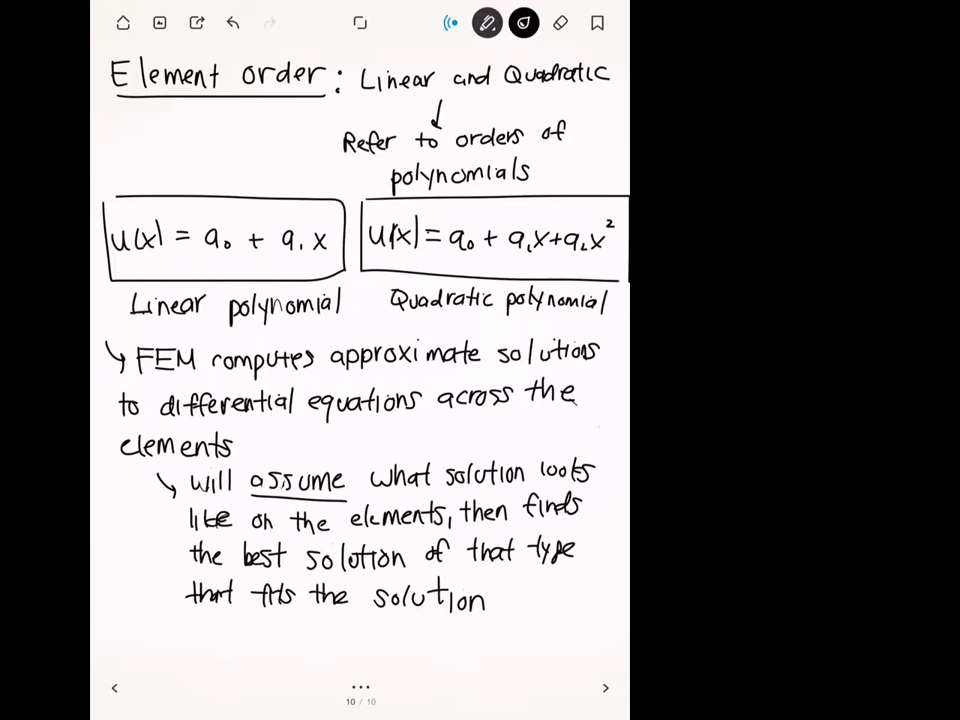 Element order: Linear and Quadratic
Refer to orders of
polynomials
u(x) = a₀ + a₁x
u(x) = a₀ + a₁x + a₂x²
Linear polynomial
Quadratic polynomial
↳ FEM computes approximate solutions
to differential equations across the
elements
↳ will assume what solution looks
like on the elements, then finds
the best solution of that type
that fits the solution
10 / 10